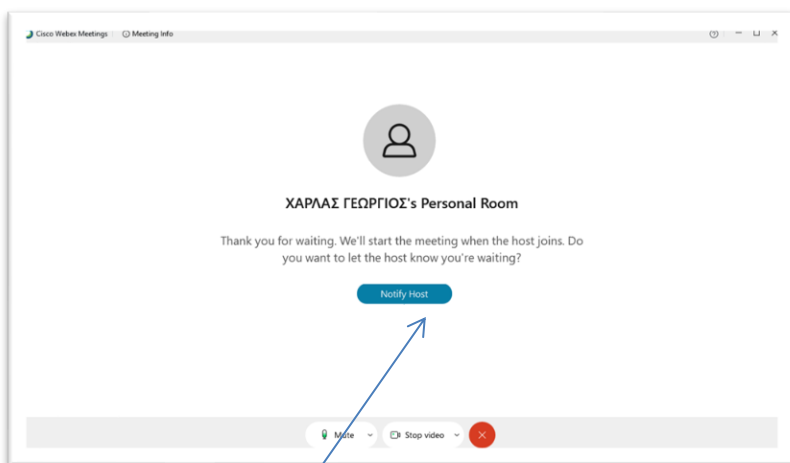 Cisco Webex Meetings Meeting Info
ΧΑΡΛΑΣ ΓΕΩΡΓΙΟΣ's Personal Room
Thank you for waiting. We'll start the meeting when the host joins. Do
you want to let the host know you're waiting?
Notify Host
Mute Stop video